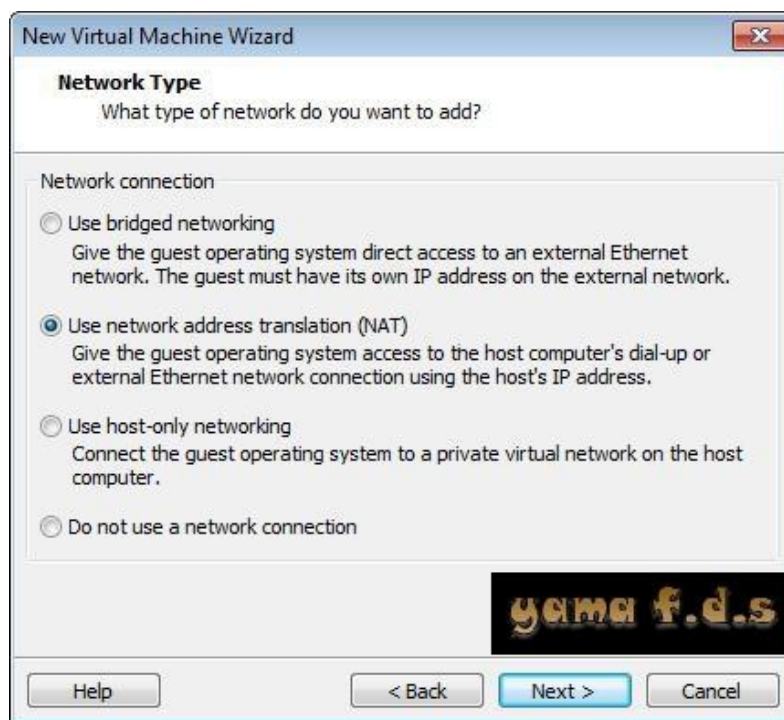 New Virtual Machine Wizard
Network Type
What type of network do you want to add?
Network connection
Use bridged networking
Give the guest operating system direct access to an external Ethernet
network. The guest must have its own IP address on the external network.
Use network address translation (NAT)
Give the guest operating system access to the host computer's dial-up or
external Ethernet network connection using the host's IP address.
Use host-only networking
Connect the guest operating system to a private virtual network on the host
computer.
Do not use a network connection
yama f.d.s
Help
< Back
Next >
Cancel